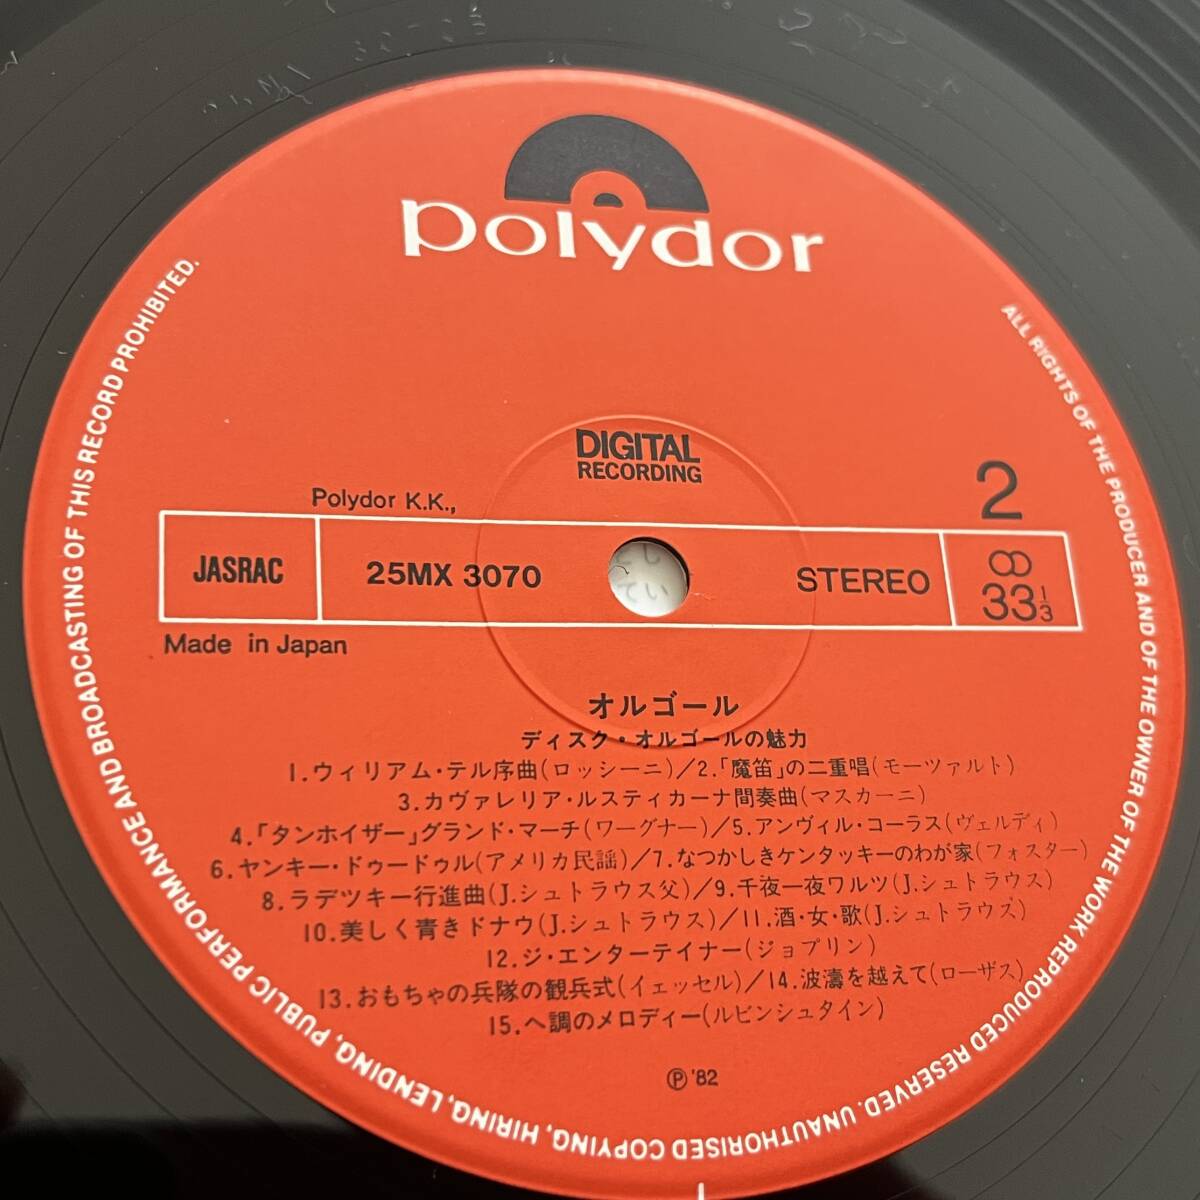 polydor
DIGITAL
RECORDING
Polydor K.K.,
2
JASRAC
25MX 3070
STEREO
33 1/3
Made in Japan
オルゴール
ディスク・オルゴールの魅力
1.ウィリアム・テル序曲(ロッシーニ)/2.「魔笛」の二重唱(モーツァルト)
3.カヴァレリア・ルスティカーナ間奏曲(マスカーニ)
4.「タンホイザー」グランド・マーチ(ワーグナー)/5.アンヴィル・コーラス(ヴェルディ)
6.ヤンキー・ドゥードゥル(アメリカ民謡)/7.なつかしきケンタッキーのわが家(フォスター)
8.ラデツキー行進曲(J.シュトラウス父)/9.千夜一夜ワルツ(J.シュトラウス)
10.美しく青きドナウ(J.シュトラウス)/11.酒・女・歌(J.シュトラウス)
12.ジ・エンターテイナー(ジョプリン)
13.おもちゃの兵隊の観兵式(イェッセル)/14.波濤を越えて(ローザス)
15.ヘ調のメロディー(ルビンシュタイン)
℗'82
ALL RIGHTS OF THE PRODUCER AND OF THE OWNER OF THE WORK REPRODUCED RESERVED. UNAUTHORISED COPYING, HIRING, LENDING, PUBLIC PERFORMANCE AND BROADCASTING OF THIS RECORD PROHIBITED.